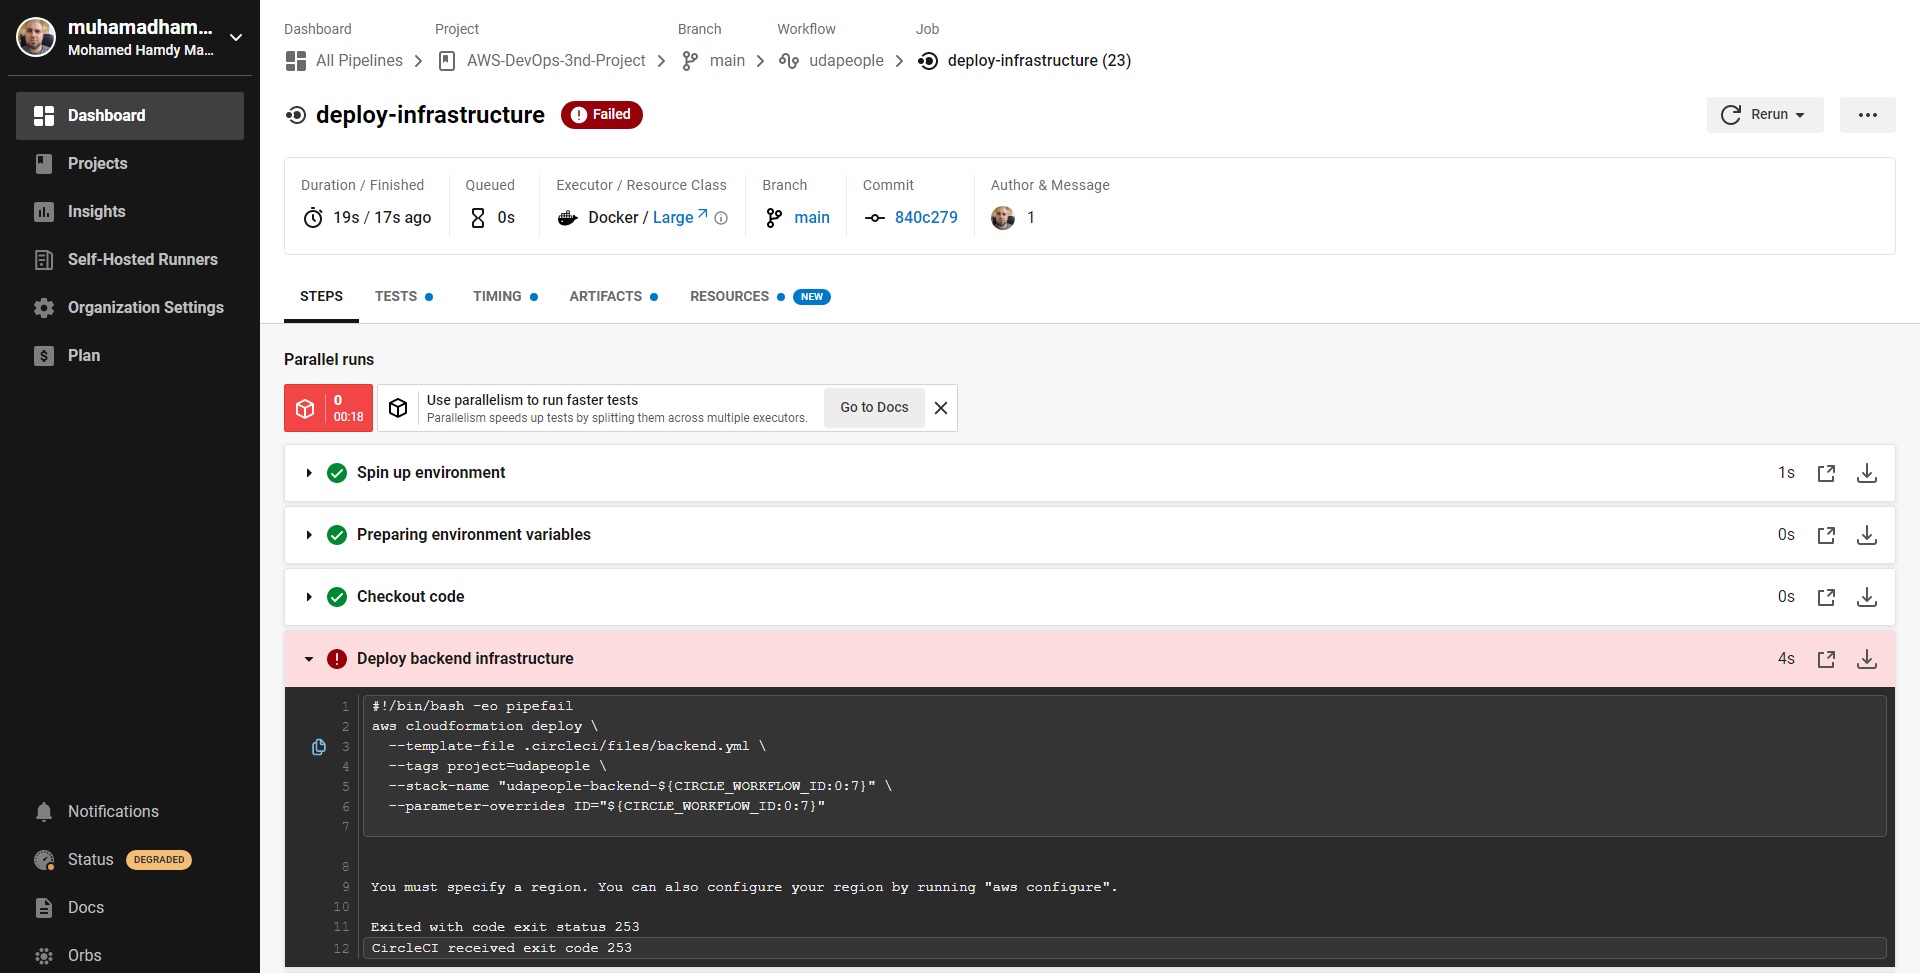 muhamadham...
Mohamed Hamdy Ma...
Dashboard
Projects
Insights
Self-Hosted Runners
Organization Settings
Plan
Notifications
Status DEGRADED
Docs
Orbs
Dashboard Project Branch Workflow Job
All Pipelines AWS-DevOps-3nd-Project main udapeople deploy-infrastructure (23)
deploy-infrastructure Failed
Rerun
Duration / Finished Queued Executor / Resource Class Branch Commit Author & Message
19s / 17s ago 0s Docker / Large main 840c279 1
STEPS TESTS TIMING ARTIFACTS RESOURCES NEW
Parallel runs
0
00:18
Use parallelism to run faster tests
Parallelism speeds up tests by splitting them across multiple executors.
Go to Docs
Spin up environment 1s
Preparing environment variables 0s
Checkout code 0s
Deploy backend infrastructure 4s
1 #!/bin/bash -eo pipefail
2 aws cloudformation deploy \
3 --template-file .circleci/files/backend.yml \
4 --tags project=udapeople \
5 --stack-name "udapeople-backend-${CIRCLE_WORKFLOW_ID:0:7}" \
6 --parameter-overrides ID="${CIRCLE_WORKFLOW_ID:0:7}"
7
8
9 You must specify a region. You can also configure your region by running "aws configure".
10
11 Exited with code exit status 253
12 CircleCI received exit code 253